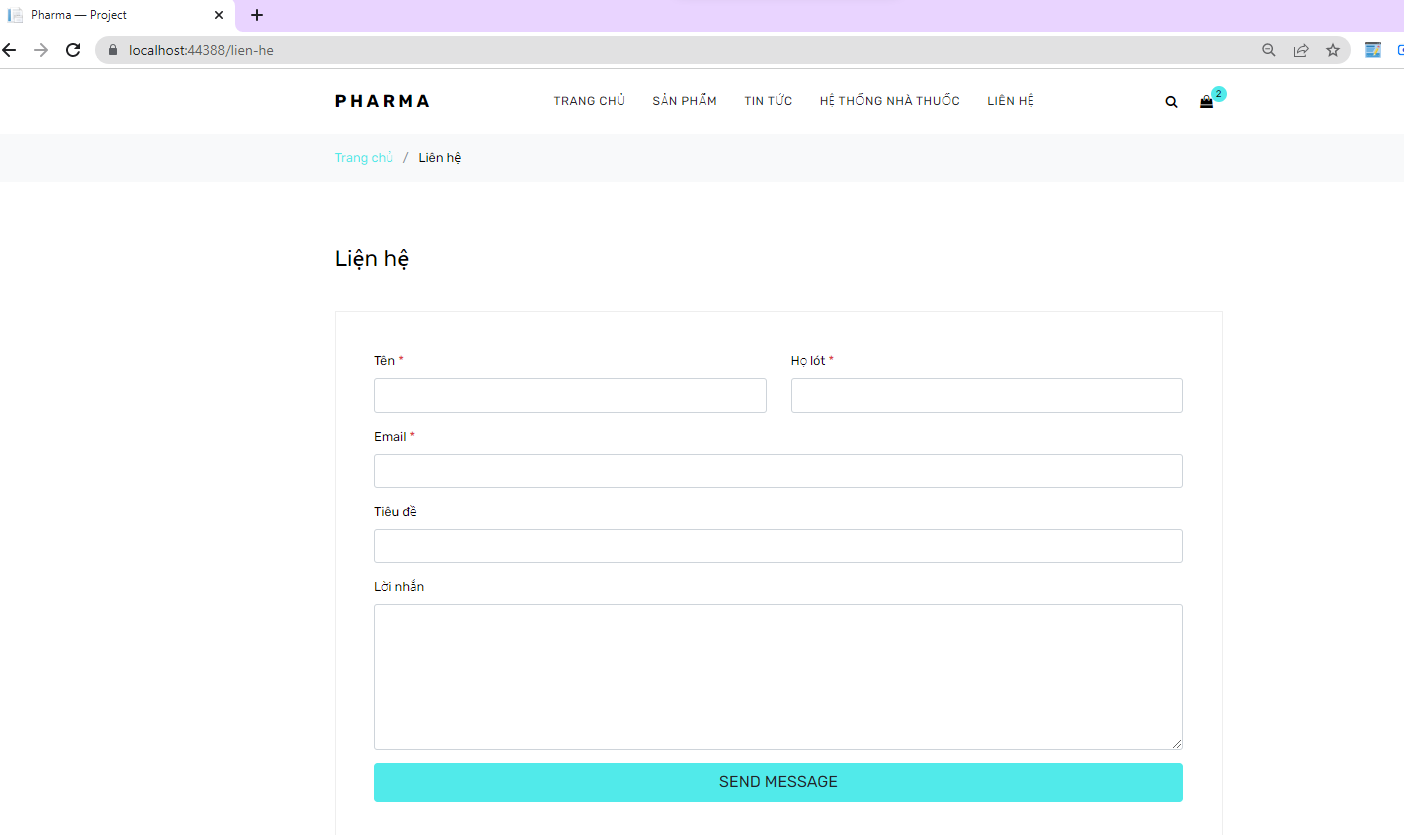 Pharma — Project
localhost:44388/lien-he
PHARMA TRANG CHỦ SẢN PHẨM TIN TỨC HỆ THỐNG NHÀ THUỐC LIÊN HỆ 2
Trang chủ / Liên hệ
Liện hệ
Tên * Họ lót *
Email *
Tiêu đề
Lời nhắn
SEND MESSAGE